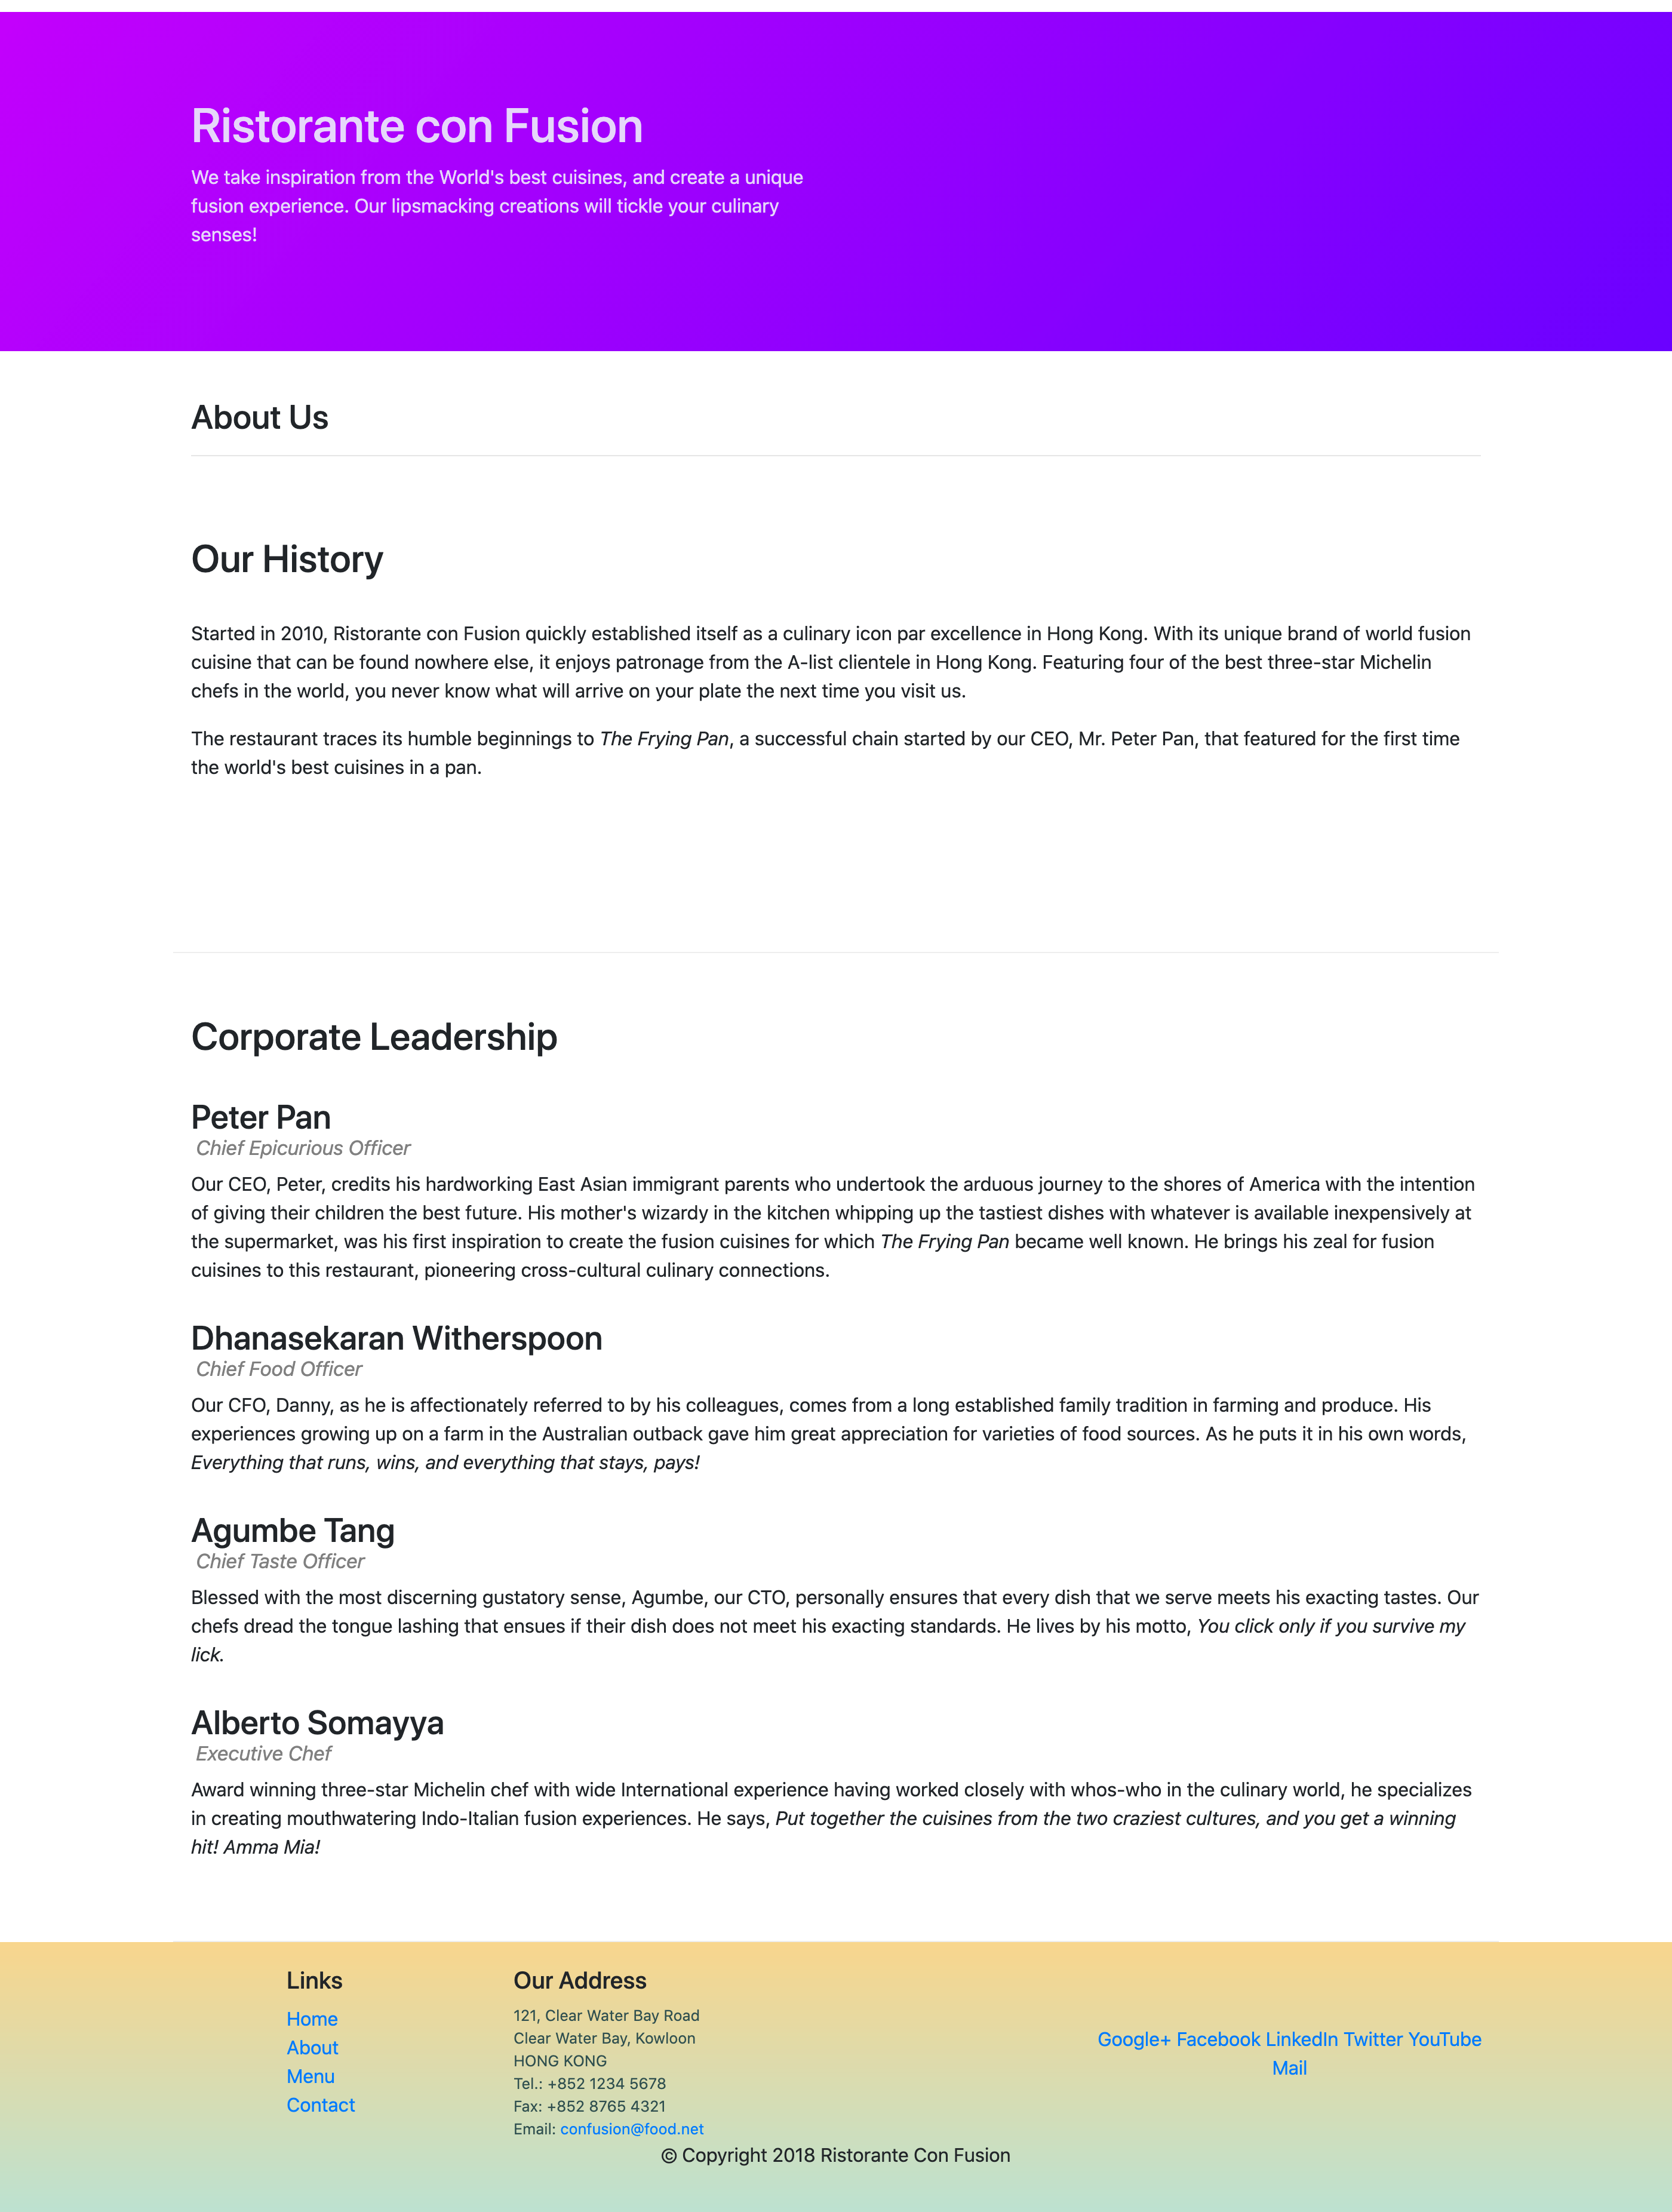 Ristorante con Fusion
We take inspiration from the World's best cuisines, and create a unique
fusion experience. Our lipsmacking creations will tickle your culinary
senses!
About Us
Our History
Started in 2010, Ristorante con Fusion quickly established itself as a culinary icon par excellence in Hong Kong. With its unique brand of world fusion
cuisine that can be found nowhere else, it enjoys patronage from the A-list clientele in Hong Kong. Featuring four of the best three-star Michelin
chefs in the world, you never know what will arrive on your plate the next time you visit us.
The restaurant traces its humble beginnings to The Frying Pan, a successful chain started by our CEO, Mr. Peter Pan, that featured for the first time
the world's best cuisines in a pan.
Corporate Leadership
Peter Pan
Chief Epicurious Officer
Our CEO, Peter, credits his hardworking East Asian immigrant parents who undertook the arduous journey to the shores of America with the intention
of giving their children the best future. His mother's wizardy in the kitchen whipping up the tastiest dishes with whatever is available inexpensively at
the supermarket, was his first inspiration to create the fusion cuisines for which The Frying Pan became well known. He brings his zeal for fusion
cuisines to this restaurant, pioneering cross-cultural culinary connections.
Dhanasekaran Witherspoon
Chief Food Officer
Our CFO, Danny, as he is affectionately referred to by his colleagues, comes from a long established family tradition in farming and produce. His
experiences growing up on a farm in the Australian outback gave him great appreciation for varieties of food sources. As he puts it in his own words,
Everything that runs, wins, and everything that stays, pays!
Agumbe Tang
Chief Taste Officer
Blessed with the most discerning gustatory sense, Agumbe, our CTO, personally ensures that every dish that we serve meets his exacting tastes. Our
chefs dread the tongue lashing that ensues if their dish does not meet his exacting standards. He lives by his motto, You click only if you survive my
lick.
Alberto Somayya
Executive Chef
Award winning three-star Michelin chef with wide International experience having worked closely with whos-who in the culinary world, he specializes
in creating mouthwatering Indo-Italian fusion experiences. He says, Put together the cuisines from the two craziest cultures, and you get a winning
hit! Amma Mia!
Links
Home
About
Menu
Contact
Our Address
121, Clear Water Bay Road
Clear Water Bay, Kowloon
HONG KONG
Tel.: +852 1234 5678
Fax: +852 8765 4321
Email: confusion@food.net
Google+ Facebook LinkedIn Twitter YouTube
Mail
© Copyright 2018 Ristorante Con Fusion